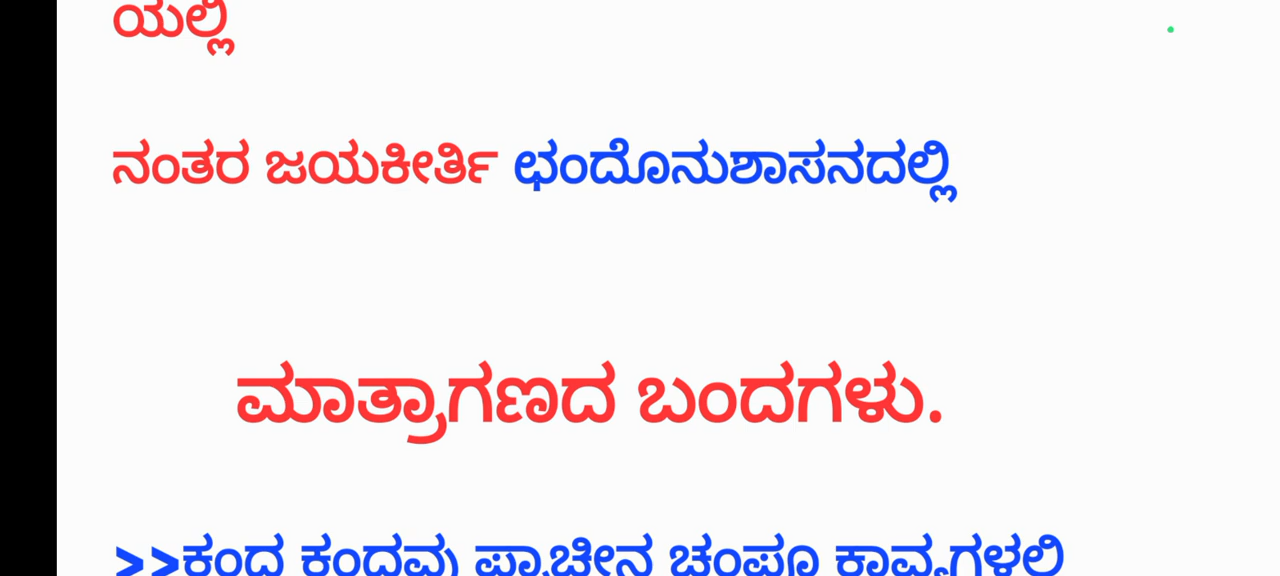 ಯಲ್ಲಿ
ನಂತರ ಜಯಕೀರ್ತಿ ಛಂದೊನುಶಾಸನದಲ್ಲಿ
ಮಾತ್ರಾಗಣದ ಬಂದಗಳು.
>>ಕಂದ ಕಂದವು ಪ್ರಾಚೀನ ಚಂಪೂ ಕಾವ್ಯಗಳಲ್ಲಿ